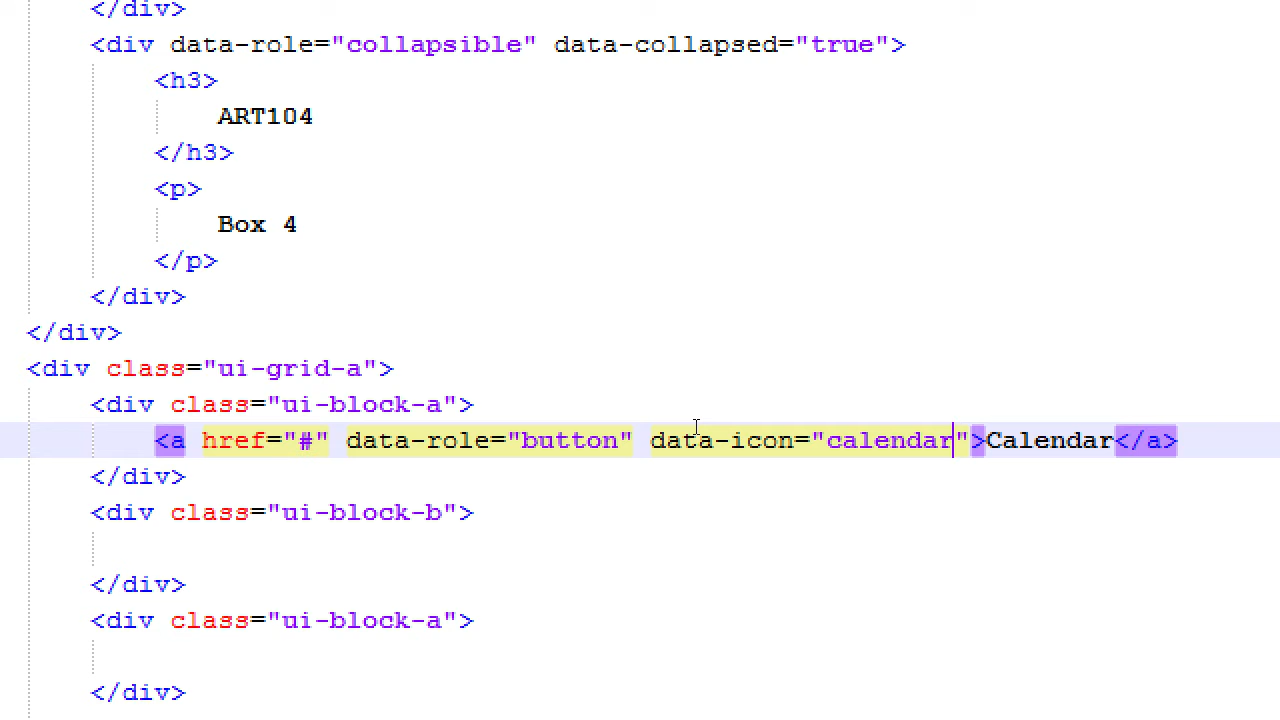 </div>
<div data-role="collapsible" data-collapsed="true">
<h3>
ART104
</h3>
<p>
Box 4
</p>
</div>
</div>
<div class="ui-grid-a">
<div class="ui-block-a">
<a href="#" data-role="button" data-icon="calendar">Calendar</a>
</div>
<div class="ui-block-b">
</div>
<div class="ui-block-a">
</div>